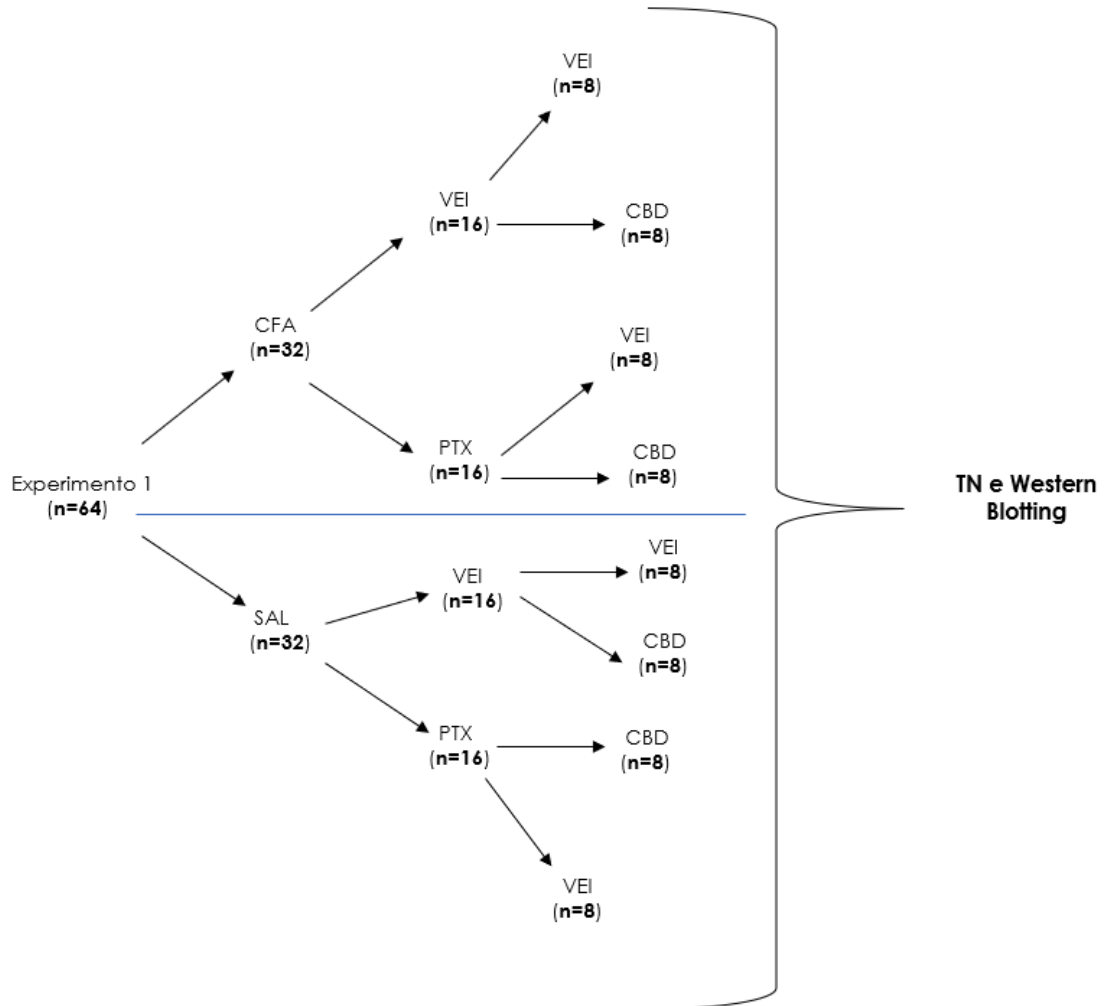 VEI
(n=8)
VEI
(n=16)
CBD
(n=8)
CFA
(n=32)
VEI
(n=8)
PTX
(n=16)
CBD
(n=8)
Experimento 1
(n=64)
TN e Western
Blotting
VEI
(n=8)
VEI
(n=16)
SAL
(n=32)
CBD
(n=8)
PTX
(n=16)
CBD
(n=8)
VEI
(n=8)